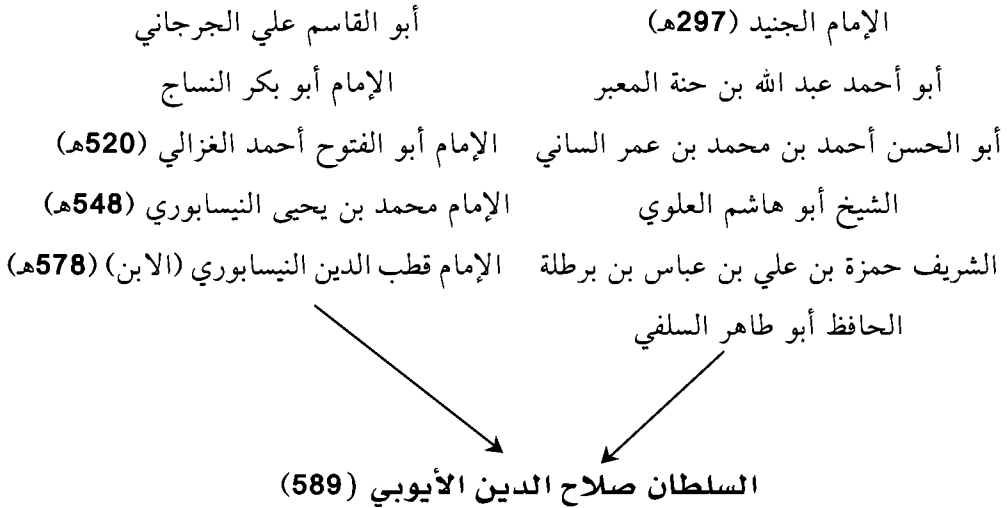 الإمام الجنيد (297هـ)
أبو أحمد عبد الله بن حنة المعبر
أبو الحسن أحمد بن محمد بن عمر الساني
الشيخ أبو هاشم العلوي
الشريف حمزة بن علي بن عباس بن برطلة
الحافظ أبو طاهر السلفي
أبو القاسم علي الجرجاني
الإمام أبو بكر النساج
الإمام أبو الفتوح أحمد الغزالي (520هـ)
الإمام محمد بن يحيى النيسابوري (548هـ)
الإمام قطب الدين النيسابوري (الابن) (578هـ)
السلطان صلاح الدين الأيوبي (589)